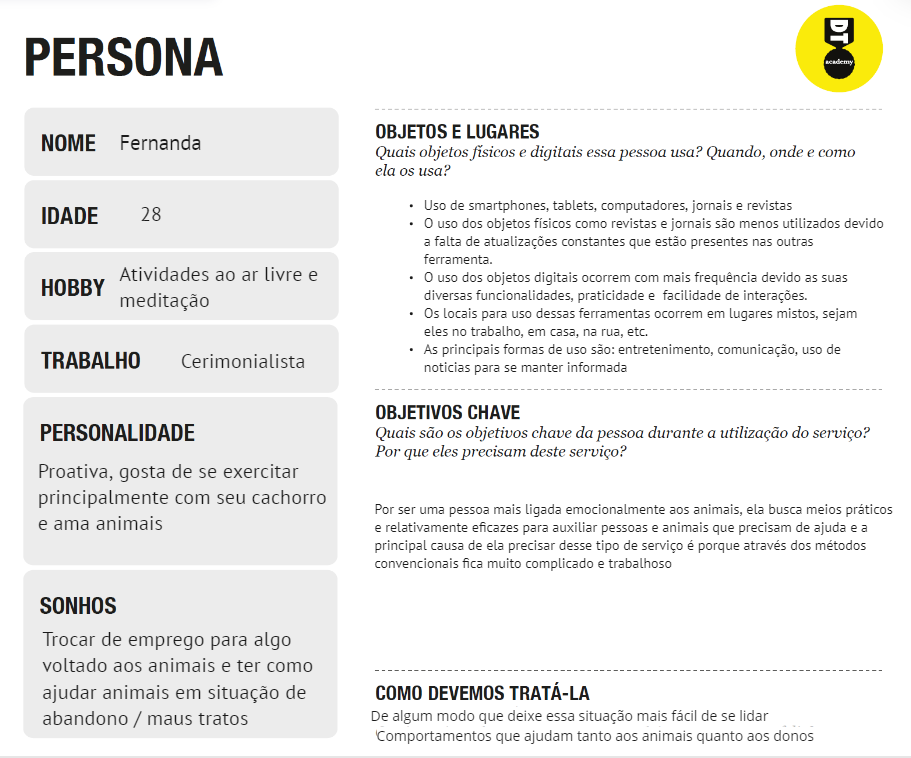 PERSONA
DT
academy
NOME Fernanda
IDADE 28
HOBBY Atividades ao ar livre e
meditação
TRABALHO Cerimonialista
PERSONALIDADE
Proativa, gosta de se exercitar
principalmente com seu cachorro
e ama animais
SONHOS
Trocar de emprego para algo
voltado aos animais e ter como
ajudar animais em situação de
abandono / maus tratos
OBJETOS E LUGARES
Quais objetos físicos e digitais essa pessoa usa? Quando, onde e como
ela os usa?
• Uso de smartphones, tablets, computadores, jornais e revistas
• O uso dos objetos físicos como revistas e jornais são menos utilizados devido
a falta de atualizações constantes que estão presentes nas outras
ferramenta.
• O uso dos objetos digitais ocorrem com mais frequência devido as suas
diversas funcionalidades, praticidade e facilidade de interações.
• Os locais para uso dessas ferramentas ocorrem em lugares mistos, sejam
eles no trabalho, em casa, na rua, etc.
• As principais formas de uso são: entretenimento, comunicação, uso de
noticias para se manter informada
OBJETIVOS CHAVE
Quais são os objetivos chave da pessoa durante a utilização do serviço?
Por que eles precisam deste serviço?
Por ser uma pessoa mais ligada emocionalmente aos animais, ela busca meios práticos
e relativamente eficazes para auxiliar pessoas e animais que precisam de ajuda e a
principal causa de ela precisar desse tipo de serviço é porque através dos métodos
convencionais fica muito complicado e trabalhoso
COMO DEVEMOS TRATÁ-LA
De algum modo que deixe essa situação mais fácil de se lidar
Comportamentos que ajudam tanto aos animais quanto aos donos